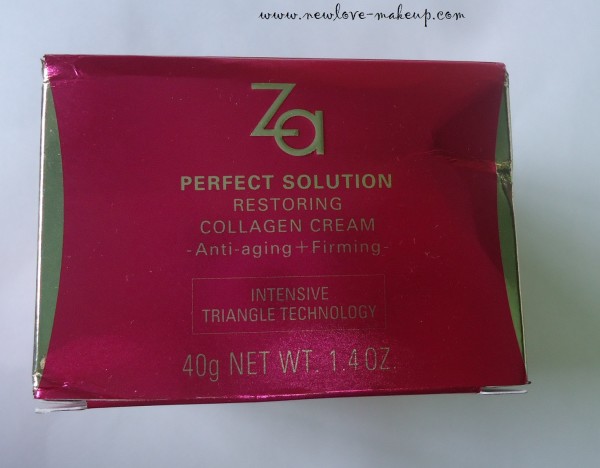 www.newlove-makeup.com
Za
PERFECT SOLUTION
RESTORING
COLLAGEN CREAM
-Anti-aging+Firming-
INTENSIVE
TRIANGLE TECHNOLOGY
40g NET WT. 1.4 OZ.